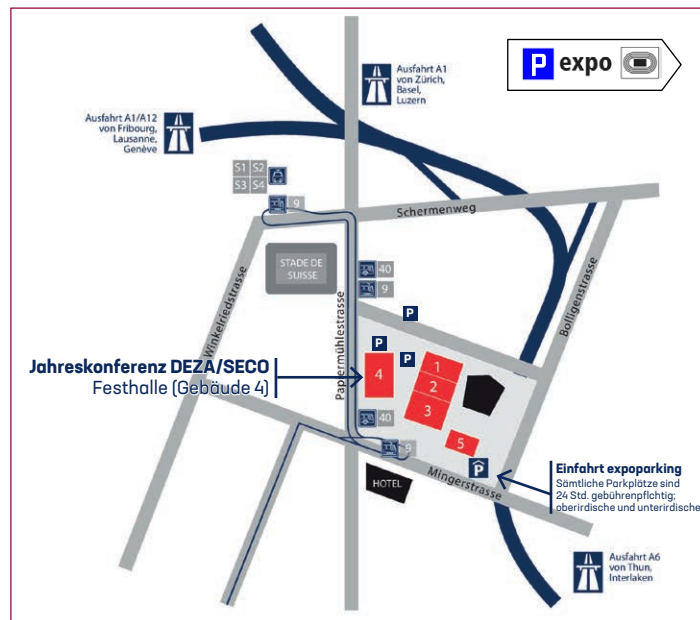 P expo
Ausfahrt A1
von Zürich,
Basel,
Luzern
Ausfahrt A1/A12
von Fribourg,
Lausanne,
Genève
S1 S2
S3 S4
9
Schermenweg
STADE DE
SUISSE
40
9
Winkelriedstrasse
Papiermühlestrasse
Bolligenstrasse
P
P
P
Jahreskonferenz DEZA/SECO
Festhalle (Gebäude 4)
4
1
2
3
5
40
9
P
Mingerstrasse
HOTEL
Einfahrt expoparking
Sämtliche Parkplätze sind
24 Std. gebührenpflchtig;
oberirdische und unterirdische
Ausfahrt A6
von Thun,
Interlaken